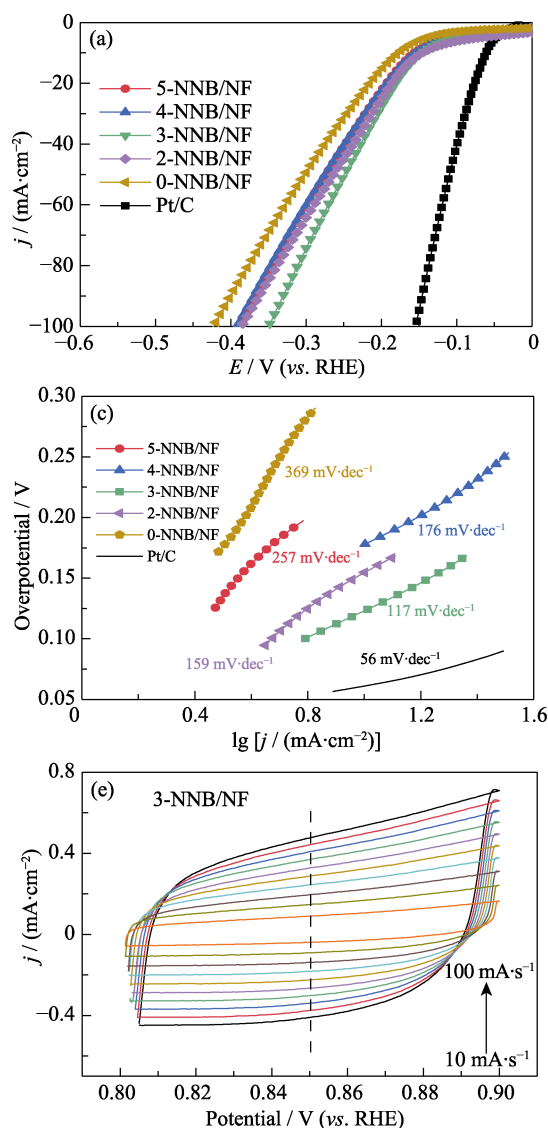 (a)
0
−20
−40
−60
−80
−100
j / (mA·cm⁻²)
5-NNB/NF
4-NNB/NF
3-NNB/NF
2-NNB/NF
0-NNB/NF
Pt/C
−0.6 −0.5 −0.4 −0.3 −0.2 −0.1 0
E / V (vs. RHE)
(c)
0.30
0.25
0.20
0.15
0.10
0.05
Overpotential / V
5-NNB/NF
4-NNB/NF
3-NNB/NF
2-NNB/NF
0-NNB/NF
Pt/C
369 mV·dec⁻¹
257 mV·dec⁻¹
176 mV·dec⁻¹
117 mV·dec⁻¹
159 mV·dec⁻¹
56 mV·dec⁻¹
0 0.4 0.8 1.2 1.6
lg [j / (mA·cm⁻²)]
(e)
3-NNB/NF
0.8
0.4
0
−0.4
j / (mA·cm⁻²)
100 mA·s⁻¹
10 mA·s⁻¹
0.80 0.82 0.84 0.86 0.88 0.90
Potential / V (vs. RHE)